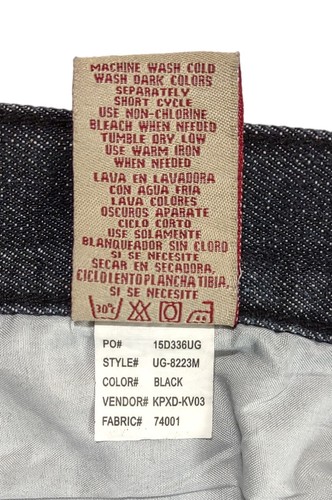 MACHINE WASH COLD
WASH DARK COLORS
SEPARATELY
SHORT CYCLE
USE NON-CHLORINE
BLEACH WHEN NEEDED
TUMBLE DRY LOW
USE WARM IRON
WHEN NEEDED
LAVA EN LAVADORA
CON AGUA FRIA
LAVA COLORES
OSCUROS APARATE
CICLO CORTO
USE SOLAMENTE
BLANQUEADOR SIN CLORO
SI SE NECESITE
SECAR EN SECADORA,
CICLO LENTO PLANCHA TIBIA,
SI SE NECESITE
30°c
PO# 15D336UG
STYLE# UG-8223M
COLOR# BLACK
VENDOR# KPXD-KV03
FABRIC# 74001